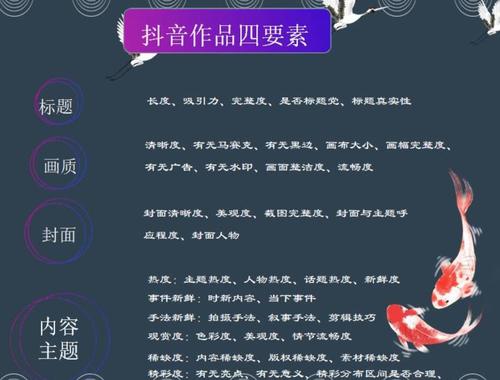 抖音作品四要素
标题
长度、吸引力、完整度、是否标题党、标题真实性
画质
清晰度、有无马赛克、有无黑边、画布大小、画幅完整度、
有无广告、有无水印、画面整洁度、流畅度
封面
封面清晰度、美观度、截图完整度、封面与主题呼
应程度、封面人物
内容
主题
热度：主题热度、人物热度、话题热度、新鲜度
事件新鲜：时新内容、当下事件
手法新鲜：拍摄手法、叙事手法、剪辑技巧
观赏度：色彩度、美观度、情节流畅度
稀缺度：内容稀缺度、版权稀缺度、素材稀缺度
精彩度：有无亮点、有无意义、精彩分布区间是否合理、